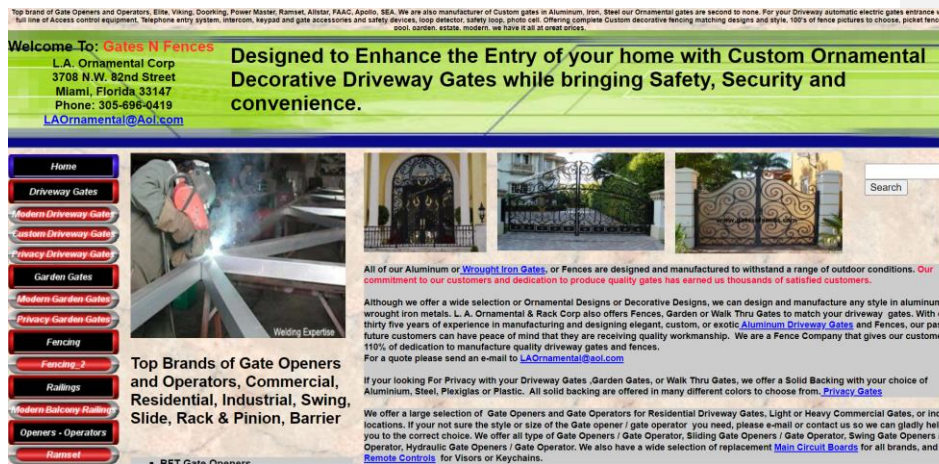 Top brand of Gate Openers and Operators, Elite, Viking, Doorking, Power Master, Ramset, Allstar, FAAC, Apollo, SEA. We are also manufacturer of Custom gates in Aluminum, Iron, Steel our Ornamental gates are second to none. For your Driveway automatic electric gates entrance
full of Access control equipment, Telephone entry system, intercom, keypad and gate accessories and safety devices, loop detector, safety loop, photo cell. Offering complete Custom decorative fencing matching designs and style, 100's of fence pictures to choose, picket
pool, garden, estate, modern, we have it all at great prices.
Welcome To: Gates N Fences
L.A. Ornamental Corp
3708 N.W. 82nd Street
Miami, Florida 33147
Phone: 305-696-0419
LAOrnamental@Aol.com
Designed to Enhance the Entry of your home with Custom Ornamental
Decorative Driveway Gates while bringing Safety, Security and
convenience.
Home
Driveway Gates
Modern Driveway Gates
Custom Driveway Gates
Privacy Driveway Gates
Garden Gates
Modern Garden Gates
Privacy Garden Gates
Fencing
Fencing_2
Railings
Modern Balcony Railings
Openers - Operators
Ramset
Welding Expertise
Top Brands of Gate Openers
and Operators, Commercial,
Residential, Industrial, Swing,
Slide, Rack & Pinion, Barrier
BFT Gate Openers
Search
All of our Aluminum or Wrought Iron Gates, or Fences are designed and manufactured to withstand a range of outdoor conditions. Our
commitment to our customers and dedication to produce quality gates has earned us thousands of satisfied customers.
Although we offer a wide selection or Ornamental Designs or Decorative Designs, we can design and manufacture any style in aluminum
wrought iron metals. L. A. Ornamental & Rack Corp also offers Fences, Garden or Walk Thru Gates to match your driveway gates. With
thirty five years of experience in manufacturing and designing elegant, custom, or exotic Aluminum Driveway Gates and Fences, our
future customers can have peace of mind that they are receiving quality workmanship. We are a Fence Company that gives our
110% of dedication to manufacture quality driveway gates and fences.
For a quote please send an e-mail to LAOrnamental@aol.com
If your looking For Privacy with your Driveway Gates ,Garden Gates, or Walk Thru Gates, we offer a Solid Backing with your choice of
Aluminium, Steel, Plexiglas or Plastic. All solid backing are offered in many different colors to choose from. Privacy Gates
We offer a large selection of Gate Openers and Gate Operators for Residential Driveway Gates, Light or Heavy Commercial Gates, or
locations. If your not sure the style or size of the Gate opener / gate operator you need, please e-mail or contact us so we can gladly
you to the correct choice. We offer all type of Gate Openers / Gate Operator, Sliding Gate Openers / Gate Operator, Swing Gate Openers /
Operator, Hydraulic Gate Openers / Gate Operator. We also have a wide selection of replacement Main Circuit Boards for all brands, and
Remote Controls for Visors or Keychains.